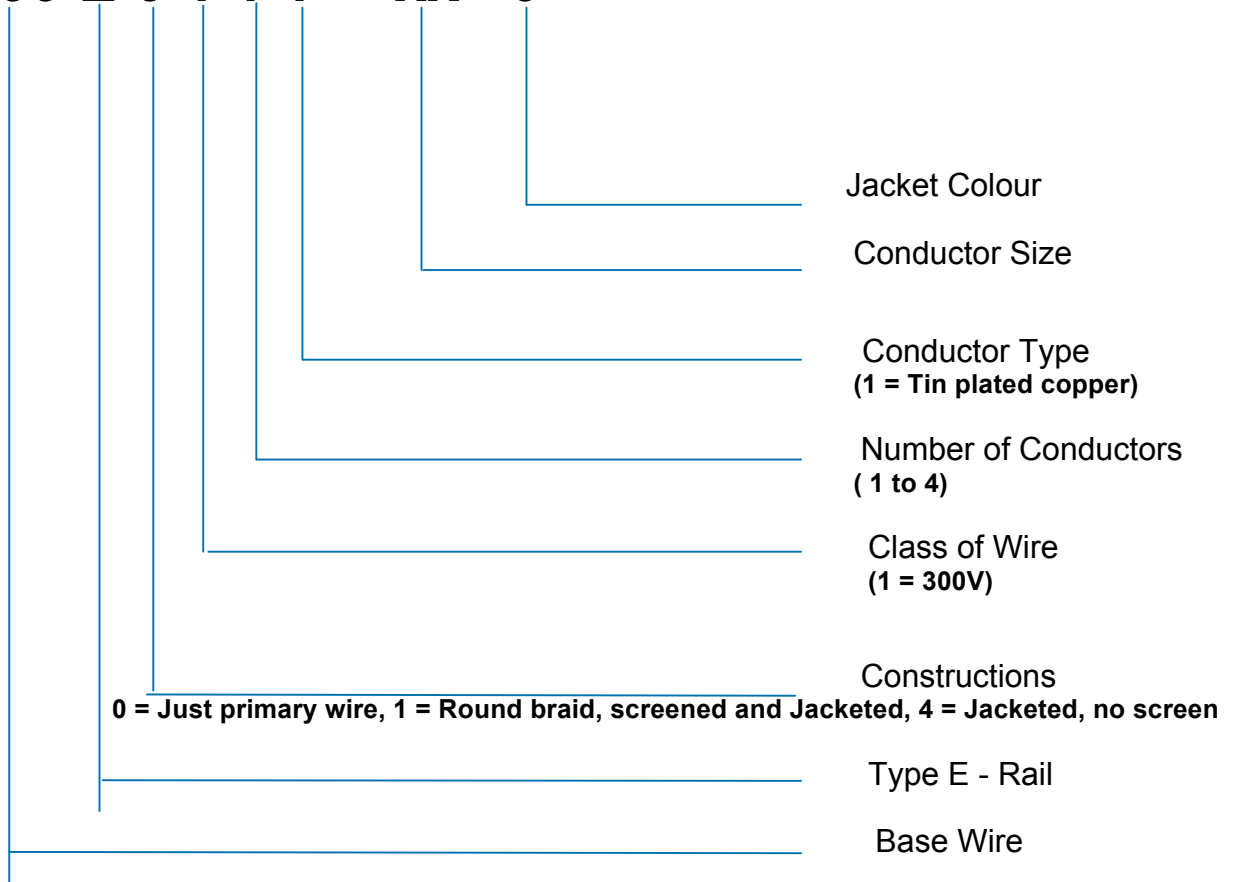 Jacket Colour
Conductor Size
Conductor Type
(1 = Tin plated copper)
Number of Conductors
( 1 to 4)
Class of Wire
(1 = 300V)
Constructions
0 = Just primary wire, 1 = Round braid, screened and Jacketed, 4 = Jacketed, no screen
Type E - Rail
Base Wire